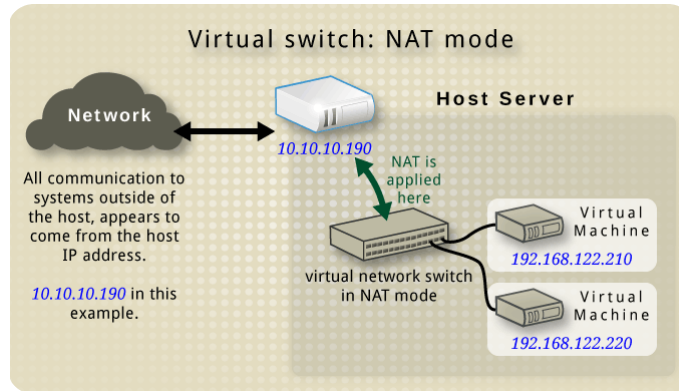 Virtual switch: NAT mode
Network
Host Server
10.10.10.190
NAT is
applied
here
All communication to
systems outside of
the host, appears to
come from the host
IP address.
10.10.10.190 in this
example.
virtual network switch
in NAT mode
Virtual
Machine
192.168.122.210
Virtual
Machine
192.168.122.220